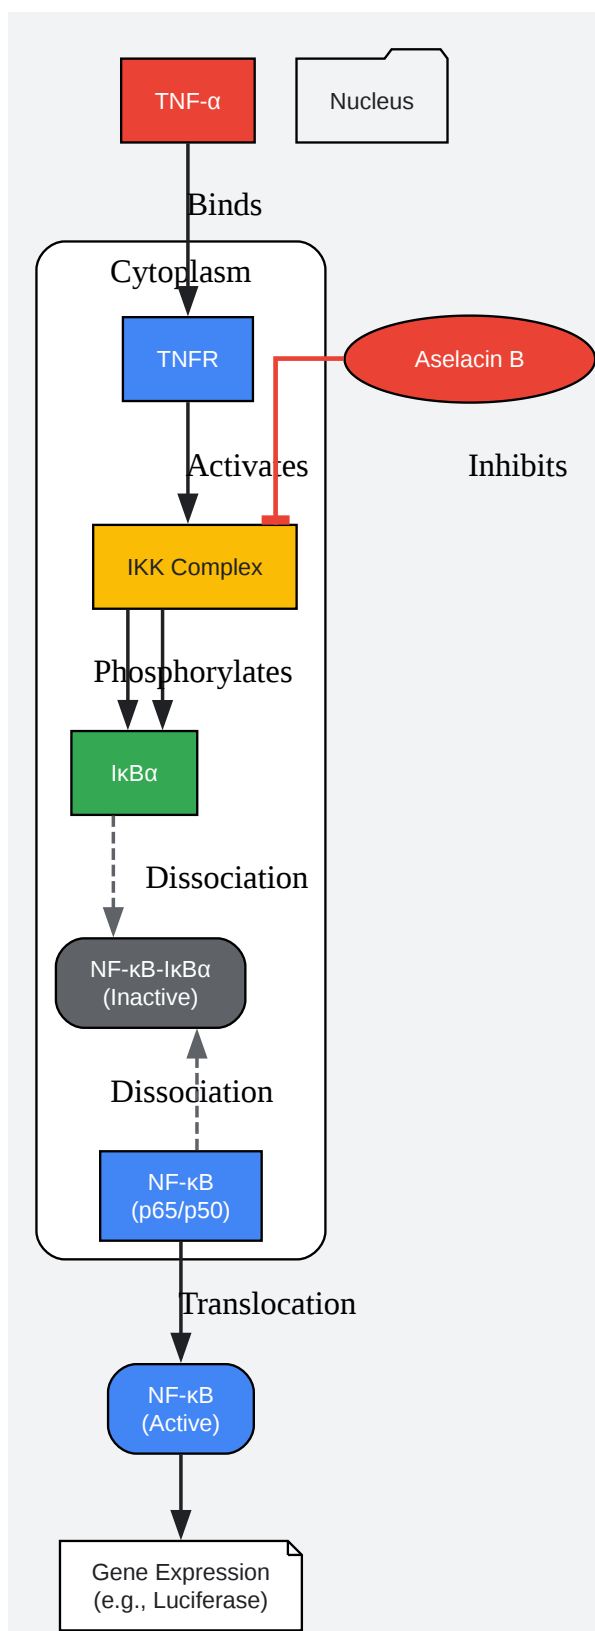 TNF-α
Nucleus
Binds
Cytoplasm
TNFR
Aselacin B
Activates
Inhibits
IKK Complex
Phosphorylates
IκBα
Dissociation
NF-κB-IκBα
(Inactive)
Dissociation
NF-κB
(p65/p50)
Translocation
NF-κB
(Active)
Gene Expression
(e.g., Luciferase)